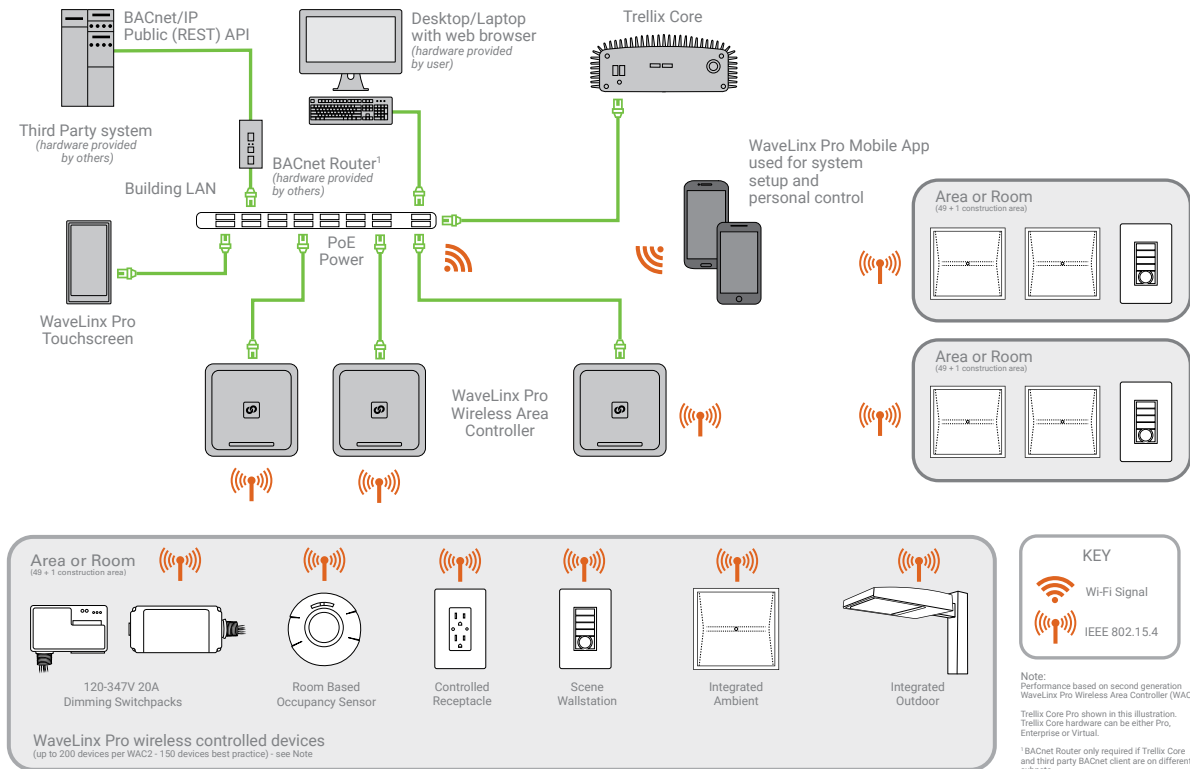 BACnet/IP
Public (REST) API
Desktop/Laptop
with web browser
(hardware provided
by user)
Trellix Core
Third Party system
(hardware provided
by others)
BACnet Router¹
(hardware provided
by others)
Building LAN
PoE
Power
WaveLinx Pro
Touchscreen
WaveLinx Pro Mobile App
used for system
setup and
personal control
Area or Room
(49 + 1 construction area)
Area or Room
(49 + 1 construction area)
WaveLinx Pro
Wireless Area
Controller
Area or Room
(49 + 1 construction area)
120-347V 20A
Dimming Switchpacks
Room Based
Occupancy Sensor
Controlled
Receptacle
Scene
Wallstation
Integrated
Ambient
Integrated
Outdoor
WaveLinx Pro wireless controlled devices
(up to 200 devices per WAC2 - 150 devices best practice) - see Note
KEY
Wi-Fi Signal
IEEE 802.15.4
Note:
Performance based on second generation
WaveLinx Pro Wireless Area Controller (WAC
Trellix Core Pro shown in this illustration.
Trellix Core hardware can be either Pro,
Enterprise or Virtual.
¹ BACnet Router only required if Trellix Core
and third party BACnet client are on different